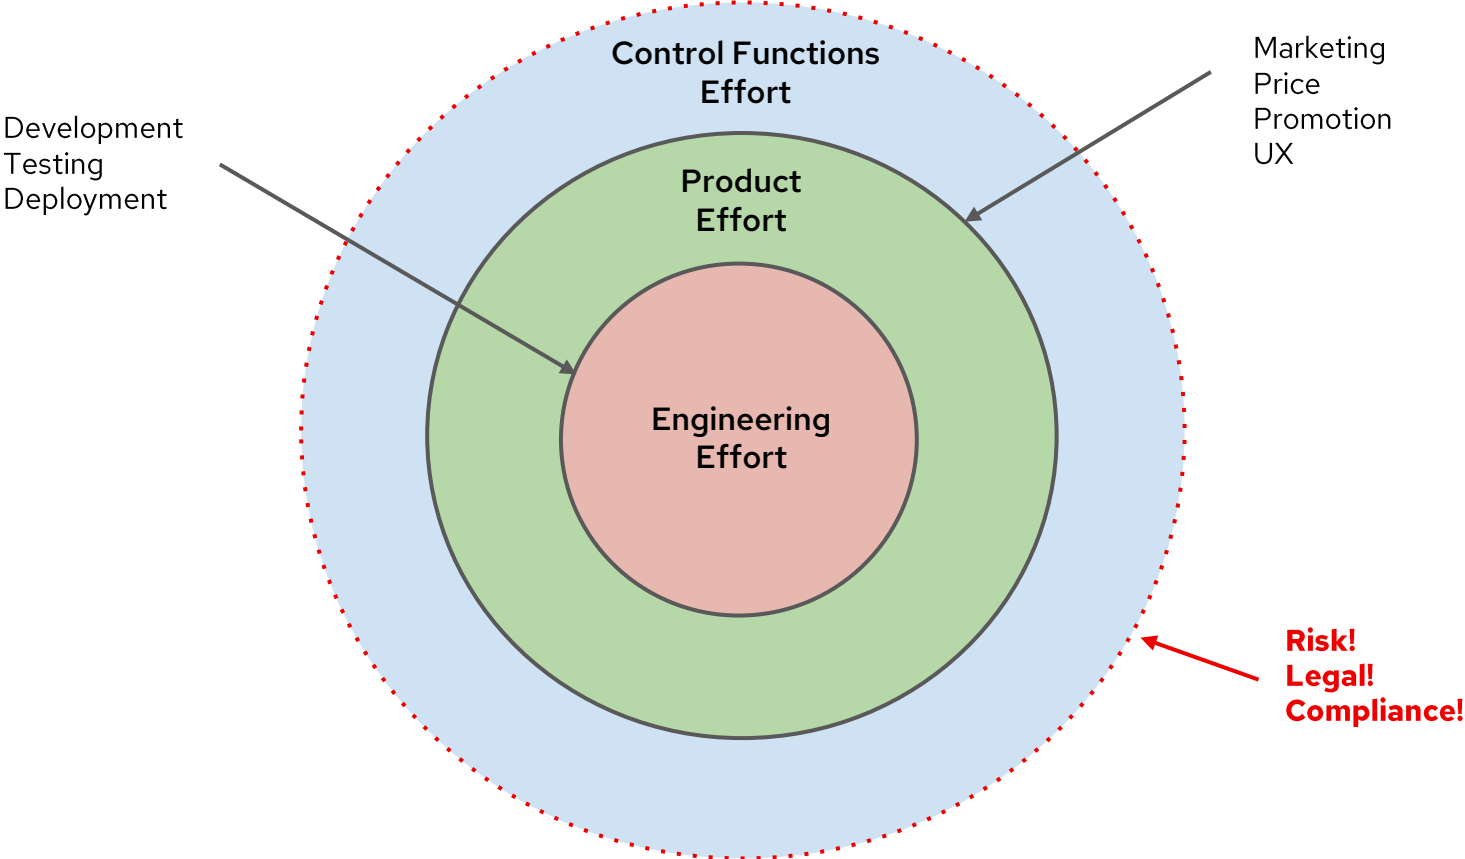 Control Functions
Effort
Marketing
Price
Promotion
UX
Development
Testing
Deployment
Product
Effort
Engineering
Effort
Risk!
Legal!
Compliance!